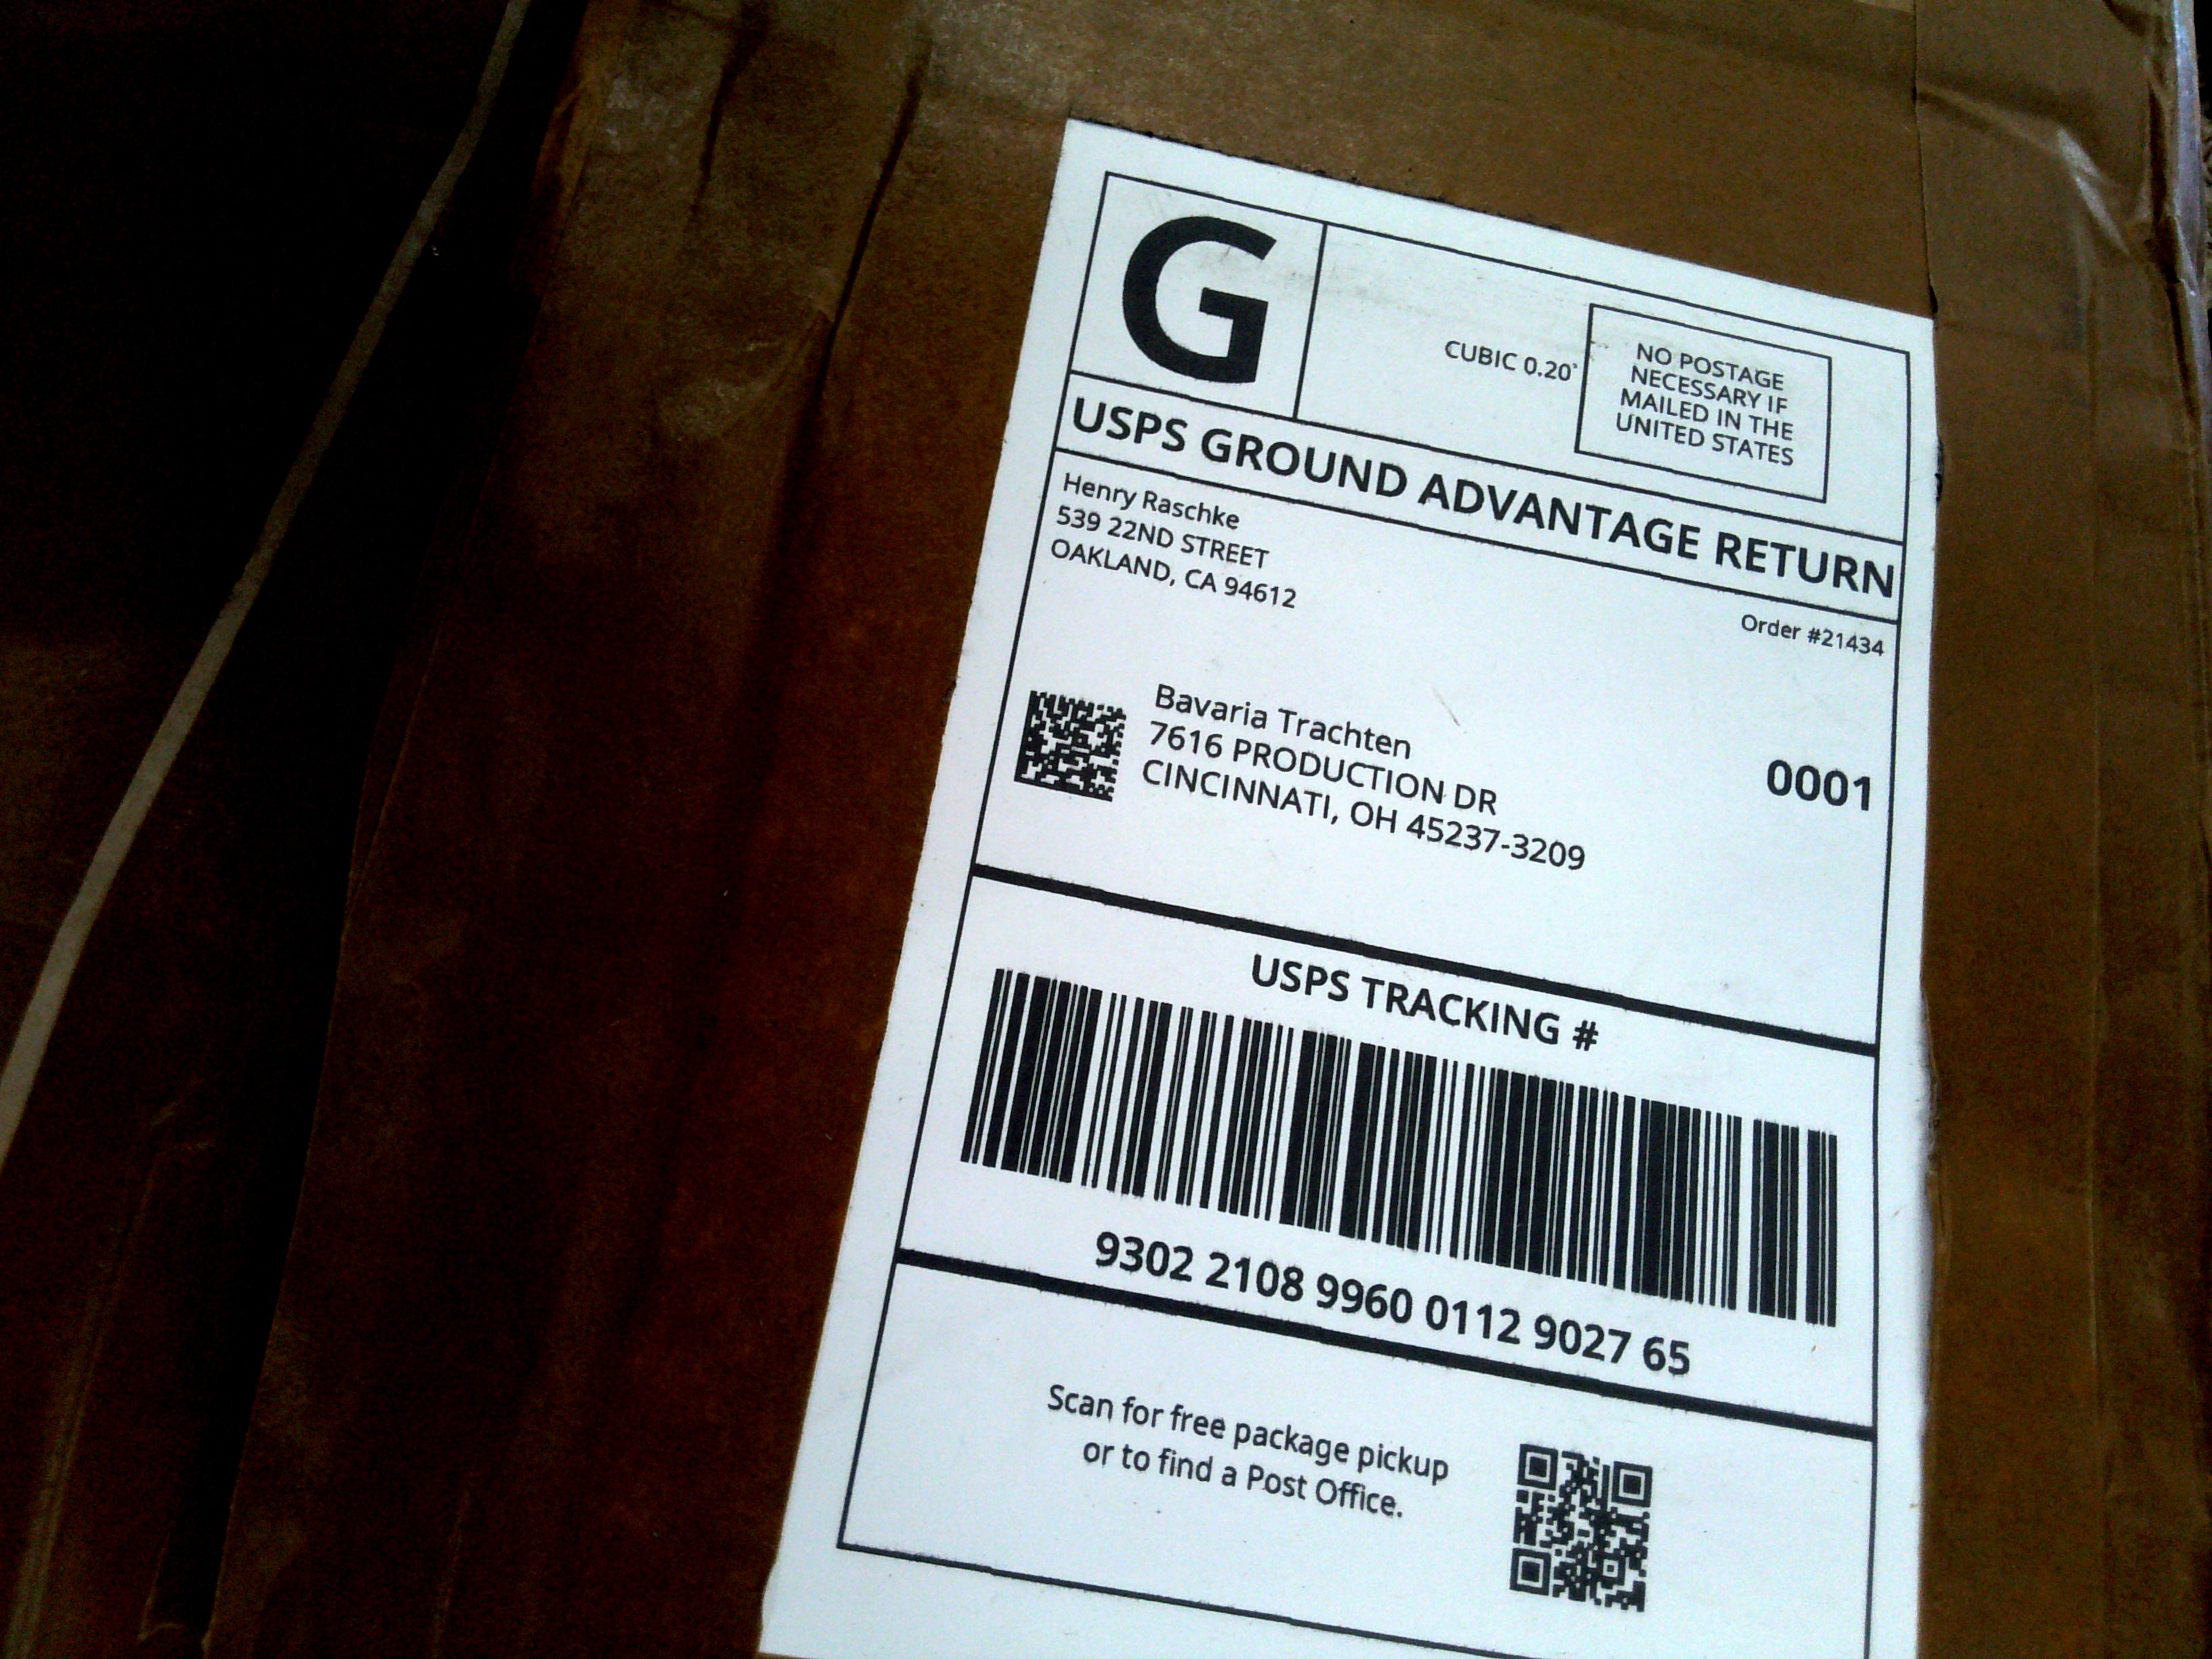 G
CUBIC 0.20'
NO POSTAGE
NECESSARY IF
MAILED IN THE
UNITED STATES
USPS GROUND ADVANTAGE RETURN
Henry Raschke
539 22ND STREET
OAKLAND, CA 94612
Order #21434
Bavaria Trachten
7616 PRODUCTION DR
CINCINNATI, OH 45237-3209
0001
USPS TRACKING #
9302 2108 9960 0112 9027 65
Scan for free package pickup
or to find a Post Office.